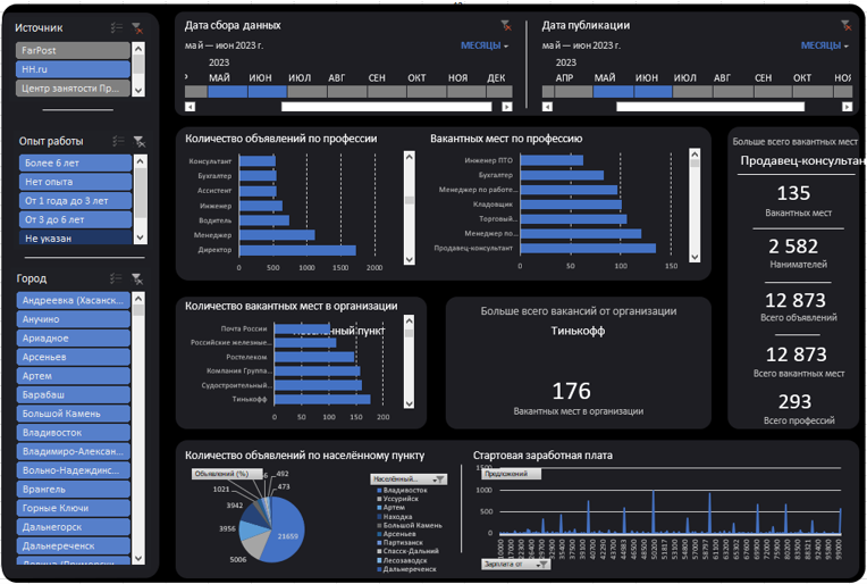 Источник
FarPost
HH.ru
Центр занятости Пр...
Опыт работы
Более 6 лет
Нет опыта
От 1 года до 3 лет
От 3 до 6 лет
Не указан
Город
Андреевка (Хасанск...
Анучино
Ариадное
Арсеньев
Артем
Барабаш
Большой Камень
Владивосток
Владимиро-Александ...
Вольно-Надеждинс...
Врангель
Горные Ключи
Дальнегорск
Дальнереченск
Дата сбора данных
май — июн 2023 г.
МЕСЯЦЫ
2023
МАЙ ИЮН ИЮЛ АВГ СЕН ОКТ НОЯ ДЕК
Дата публикации
май — июн 2023 г.
МЕСЯЦЫ
2023
АПР МАЙ ИЮН ИЮЛ АВГ СЕН ОКТ НОЯ
Количество объявлений по профессии
Консультант
Бухгалтер
Ассистент
Инженер
Водитель
Менеджер
Директор
0 500 1000 1500 2000
Вакантных мест по профессию
Инженер ПТО
Бухгалтер
Менеджер по работе...
Кладовщик
Торговый...
Менеджер по...
Продавец-консультант
0 50 100 150
Больше всего вакантных мест
Продавец-консультан
135
Вакантных мест
2 582
Нанимателей
12 873
Всего объявлений
12 873
Всего вакантных мест
293
Всего профессий
Количество вакантных мест в организации
Почта России
Российские железные...
Ростелеком
Компания Группа...
Судостроительный...
Тинькофф
0 50 100 150 200
Больше всего вакансий от организации
Тинькофф
176
Вакантных мест в организации
Количество объявлений по населённому пункту
Объявлений (%)
492
473
1021
3942
3956
5006
21659
Населённый...
Владивосток
Уссурийск
Артем
Находка
Большой Камень
Арсеньев
Партизанск
Спасск-Дальний
Лесозаводск
Дальнереченск
Стартовая заработная плата
Предложений
1500
1000
500
0
Зарплата от